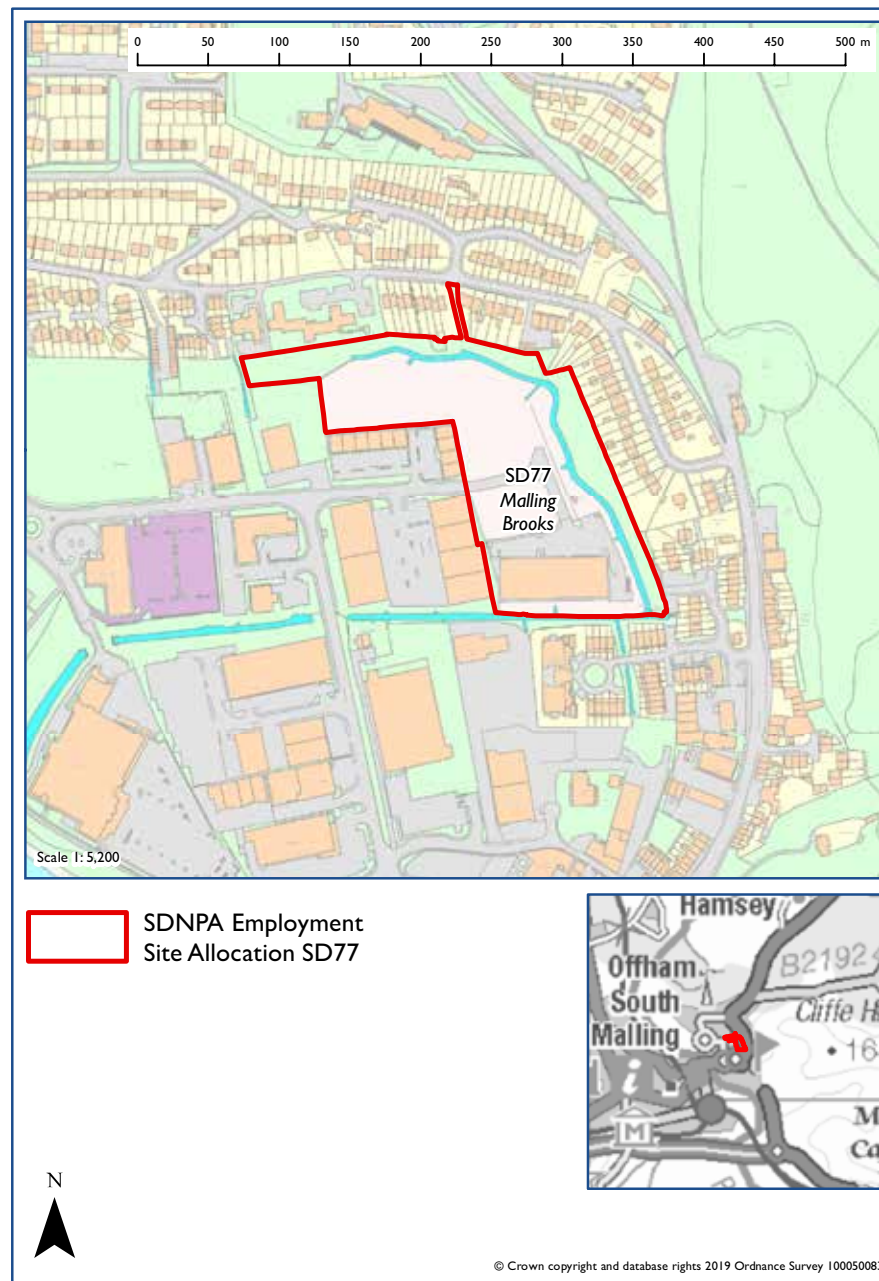 0 50 100 150 200 250 300 350 400 450 500 m
SD77
Malling
Brooks
Scale 1: 5,200
SDNPA Employment
Site Allocation SD77
Hamsey
B2192
Offham
South
Malling
Cliffe H
16
i
M
M
Ca
N
© Crown copyright and database rights 2019 Ordnance Survey 10005008